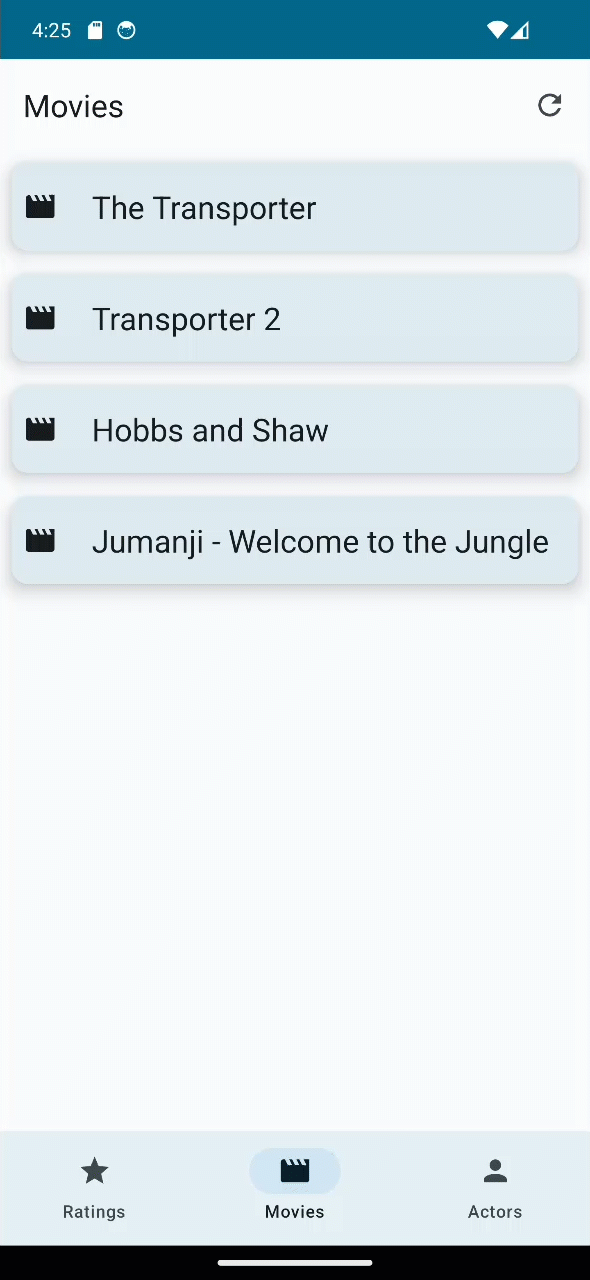 4:25
Movies
The Transporter
Transporter 2
Hobbs and Shaw
Jumanji - Welcome to the Jungle
Ratings
Movies
Actors